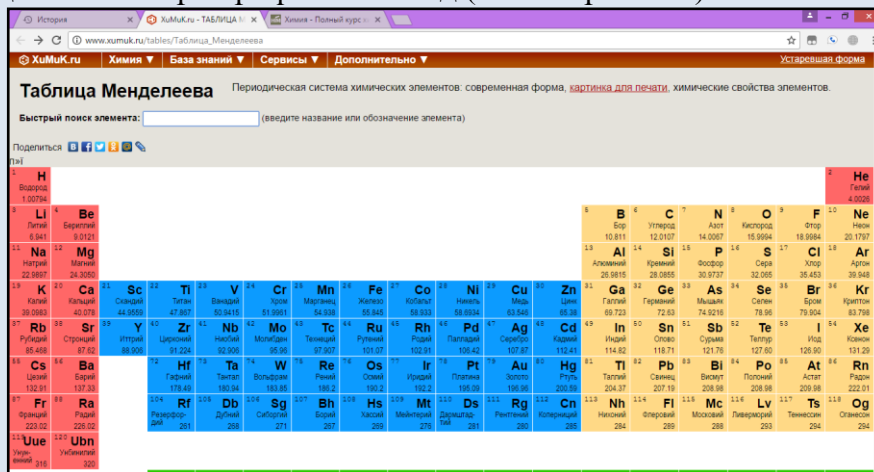 История
XuMuK.ru - ТАБЛИЦА М
Химия - Полный курс
www.xumuk.ru/tables/Таблица_Менделеева
XuMuK.ru Химия ▼ База знаний ▼ Сервисы ▼ Дополнительно ▼ Устаревшая форма
Таблица Менделеева Периодическая система химических элементов: современная форма, картинка для печати, химические свойства элементов.
Быстрый поиск элемента: (введите название или обозначение элемента)
Поделиться
п»ї
1 H 2 He
Водород Гелий
1.00794 4.0026
3 Li 4 Be 5 B 6 C 7 N 8 O 9 F 10 Ne
Литий Бериллий Бор Углерод Азот Кислород Фтор Неон
6.941 9.0121 10.811 12.0107 14.0067 15.9994 18.9984 20.1797
11 Na 12 Mg 13 Al 14 Si 15 P 16 S 17 Cl 18 Ar
Натрий Магний Алюминий Кремний Фосфор Сера Хлор Аргон
22.9897 24.3050 26.9815 28.0855 30.9737 32.065 35.453 39.948
19 K 20 Ca 21 Sc 22 Ti 23 V 24 Cr 25 Mn 26 Fe 27 Co 28 Ni 29 Cu 30 Zn 31 Ga 32 Ge 33 As 34 Se 35 Br 36 Kr
Калий Кальций Скандий Титан Ванадий Хром Марганец Железо Кобальт Никель Медь Цинк Галлий Германий Мышьяк Селен Бром Криптон
39.0983 40.078 44.9559 47.867 50.9415 51.9961 54.938 55.845 58.933 58.6934 63.546 65.38 69.723 72.63 74.9216 78.96 79.904 83.798
37 Rb 38 Sr 39 Y 40 Zr 41 Nb 42 Mo 43 Tc 44 Ru 45 Rh 46 Pd 47 Ag 48 Cd 49 In 50 Sn 51 Sb 52 Te 53 I 54 Xe
Рубидий Стронций Иттрий Цирконий Ниобий Молибден Технеций Рутений Родий Палладий Серебро Кадмий Индий Олово Сурьма Теллур Иод Ксенон
85.468 87.62 88.906 91.224 92.906 95.96 97.907 101.07 102.91 106.42 107.87 112.41 114.82 118.71 121.76 127.60 126.90 131.29
55 Cs 56 Ba 72 Hf 73 Ta 74 W 75 Re 76 Os 77 Ir 78 Pt 79 Au 80 Hg 81 Tl 82 Pb 83 Bi 84 Po 85 At 86 Rn
Цезий Барий Гафний Тантал Вольфрам Рений Осмий Иридий Платина Золото Ртуть Таллий Свинец Висмут Полоний Астат Радон
132.91 137.33 178.49 180.94 183.85 186.2 190.2 192.2 195.09 196.96 200.59 204.37 207.19 208.98 208.98 209.98 222.01
87 Fr 88 Ra 104 Rf 105 Db 106 Sg 107 Bh 108 Hs 109 Mt 110 Ds 111 Rg 112 Cn 113 Nh 114 Fl 115 Mc 116 Lv 117 Ts 118 Og
Франций Радий Резерфор-дий Дубний Сиборгий Борий Хассий Мейтнерий Дармштад-тий Рентгений Коперниций Нихоний Флеровий Московий Ливерморий Теннессин Оганесон
223.02 226.02 261 268 271 267 269 276 281 280 285 284 289 288 293 294 294
119 Uue 120 Ubn
Унун-енний Унбинилий
316 320